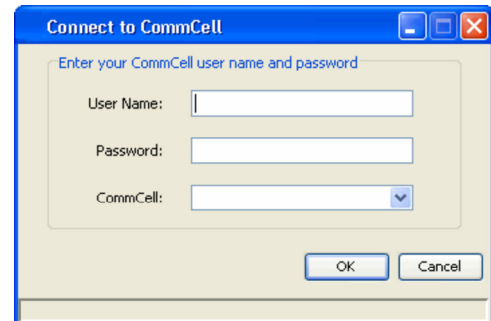 Connect to CommCell
Enter your CommCell user name and password
User Name:
Password:
CommCell:
OK Cancel